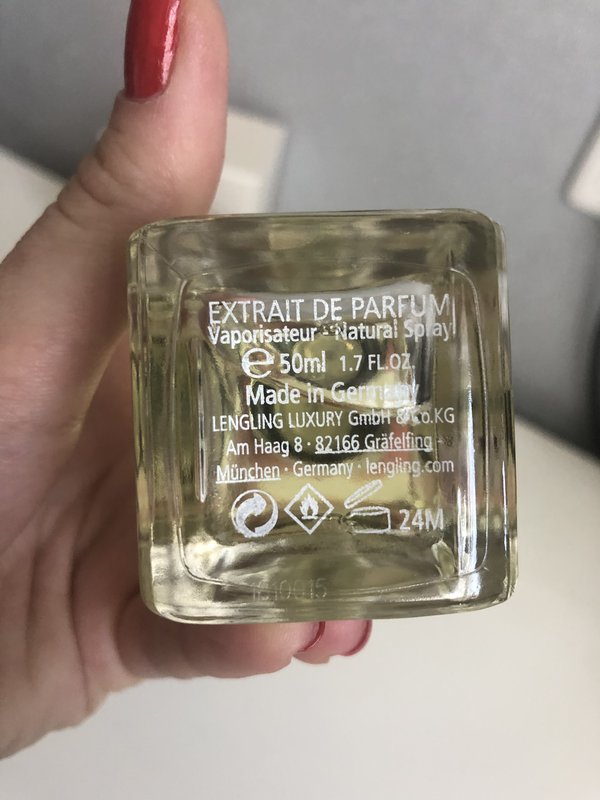 EXTRAIT DE PARFUM
Vaporisateur - Natural Spray
℮ 50ml 1.7 FL.OZ.
Made in Germany
LENGLING LUXURY GmbH & Co.KG
Am Haag 8 · 82166 Gräfelfing -
München · Germany · lengling.com
24M
1810015